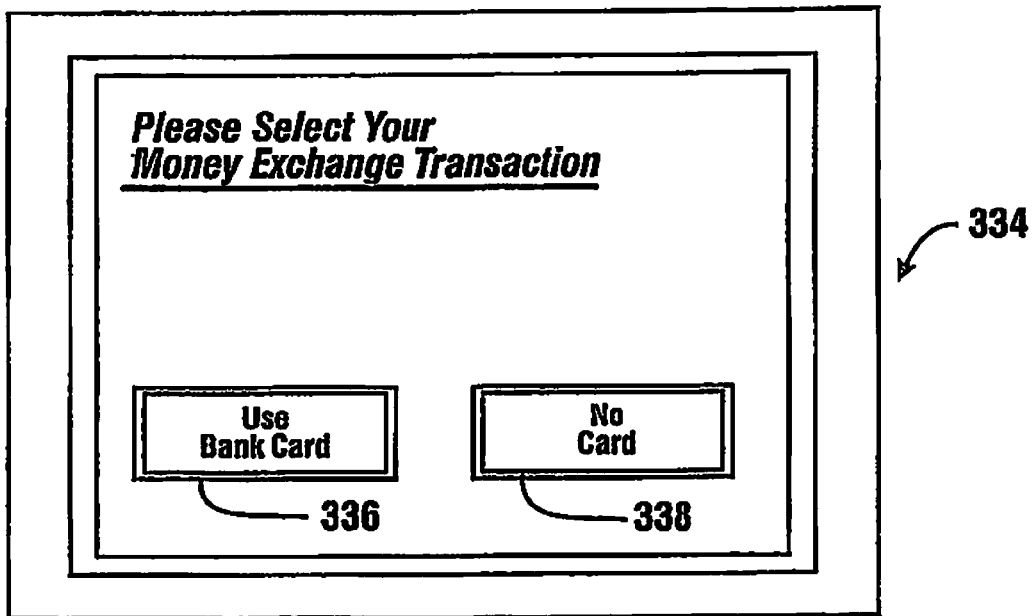 Please Select Your
Money Exchange Transaction
334
Use
Bank Card
No
Card
336
338